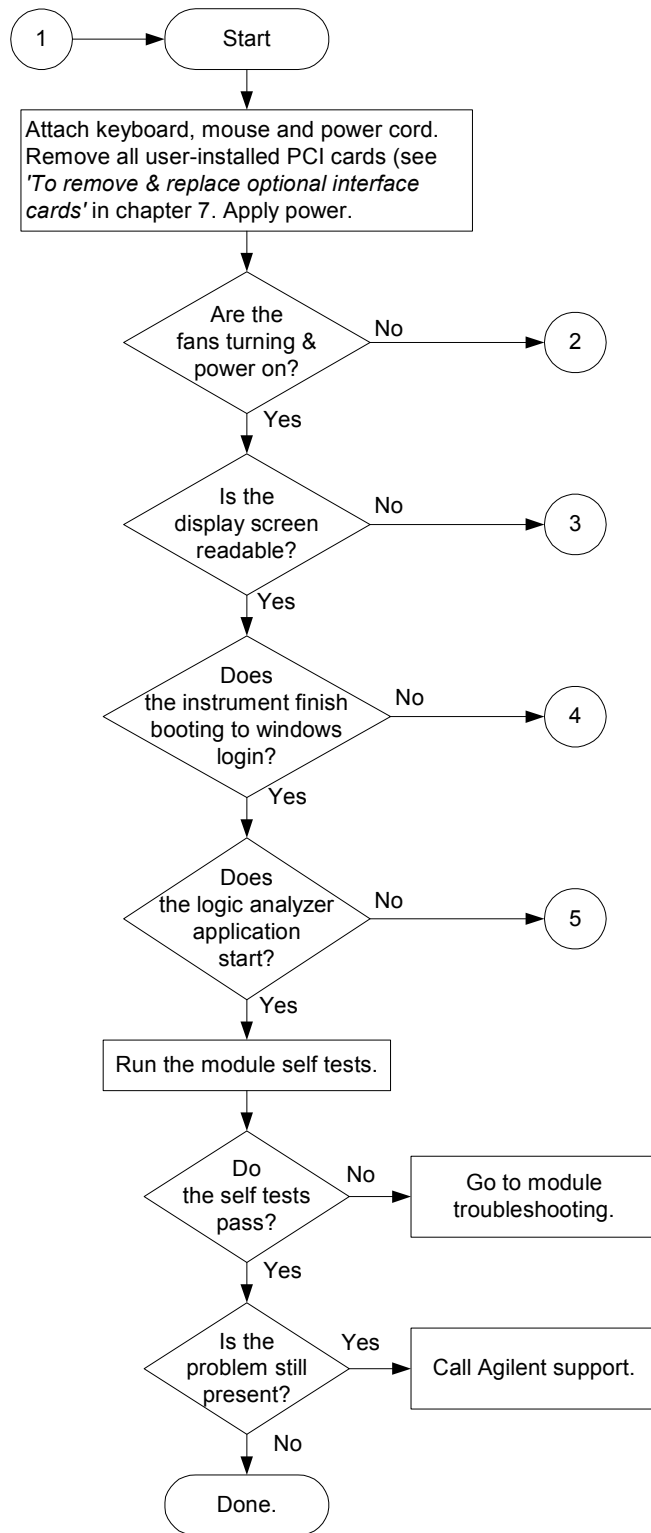 1
Start
Attach keyboard, mouse and power cord.
Remove all user-installed PCI cards (see
'To remove & replace optional interface
cards' in chapter 7. Apply power.
Are the
fans turning &
power on?
No
2
Yes
Is the
display screen
readable?
No
3
Yes
Does
the instrument finish
booting to windows
login?
No
4
Yes
Does
the logic analyzer
application
start?
No
5
Yes
Run the module self tests.
Do
the self tests
pass?
No
Go to module
troubleshooting.
Yes
Is the
problem still
present?
Yes
Call Agilent support.
No
Done.